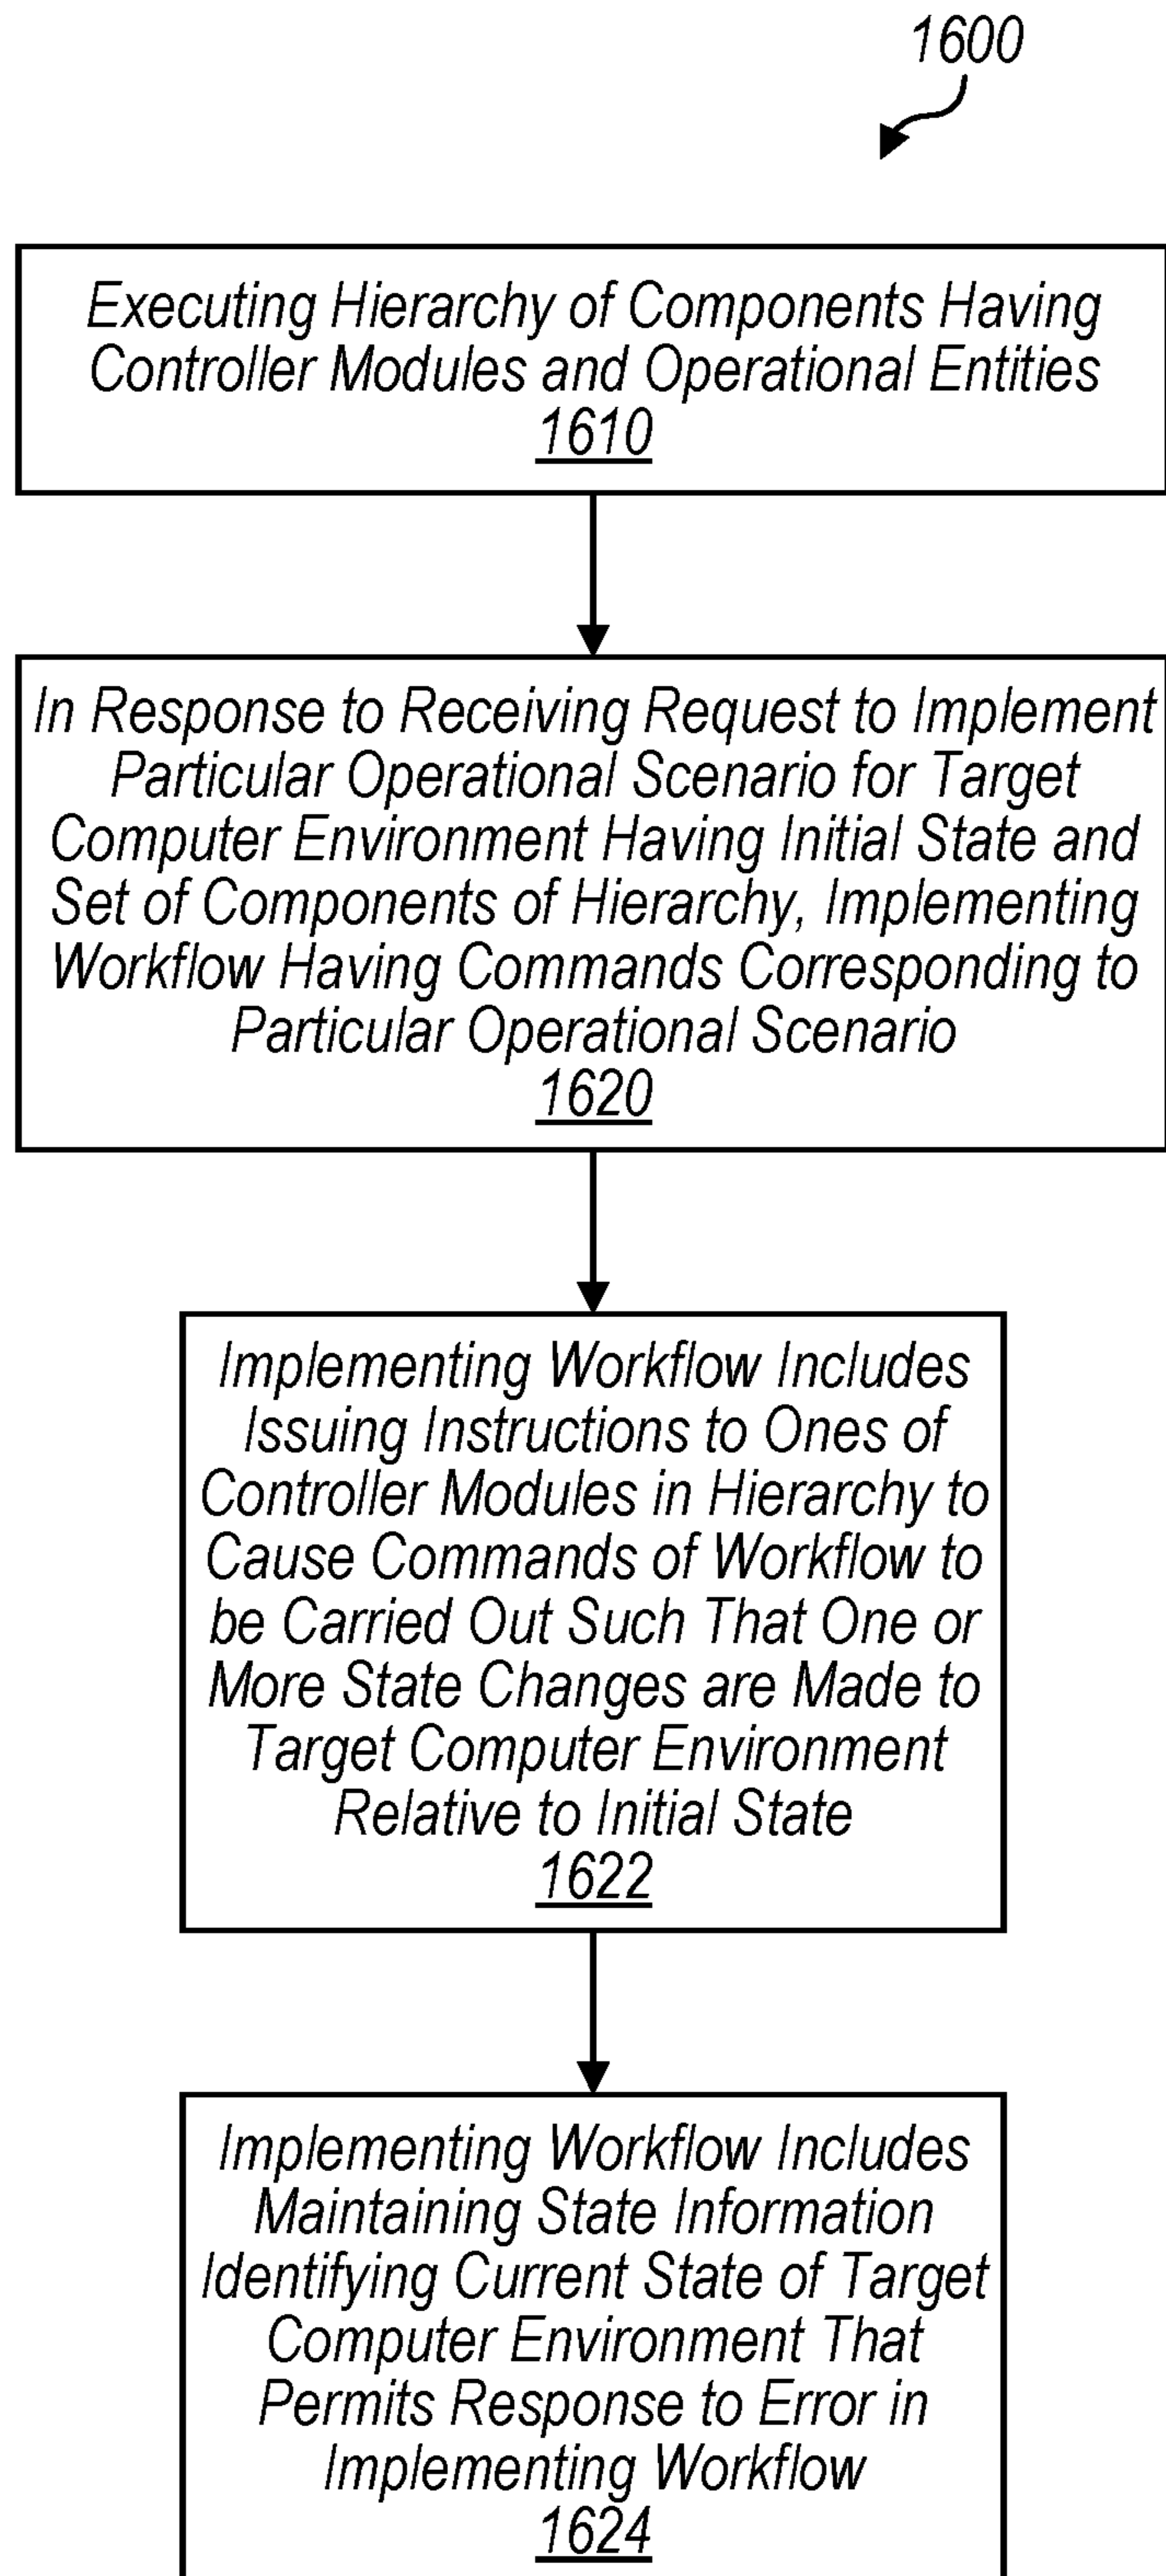 1600
Executing Hierarchy of Components Having
Controller Modules and Operational Entities
1610
In Response to Receiving Request to Implement
Particular Operational Scenario for Target
Computer Environment Having Initial State and
Set of Components of Hierarchy, Implementing
Workflow Having Commands Corresponding to
Particular Operational Scenario
1620
Implementing Workflow Includes
Issuing Instructions to Ones of
Controller Modules in Hierarchy to
Cause Commands of Workflow to
be Carried Out Such That One or
More State Changes are Made to
Target Computer Environment
Relative to Initial State
1622
Implementing Workflow Includes
Maintaining State Information
Identifying Current State of Target
Computer Environment That
Permits Response to Error in
Implementing Workflow
1624